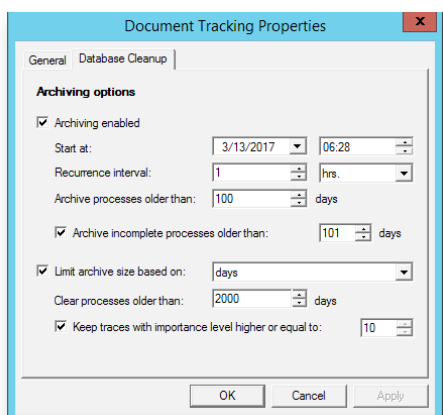 Document Tracking Properties x
General Database Cleanup
Archiving options
Archiving enabled
Start at: 3/13/2017 06:28
Recurrence interval: 1 hrs.
Archive processes older than: 100 days
Archive incomplete processes older than: 101 days
Limit archive size based on: days
Clear processes older than: 2000 days
Keep traces with importance level higher or equal to: 10
OK Cancel Apply